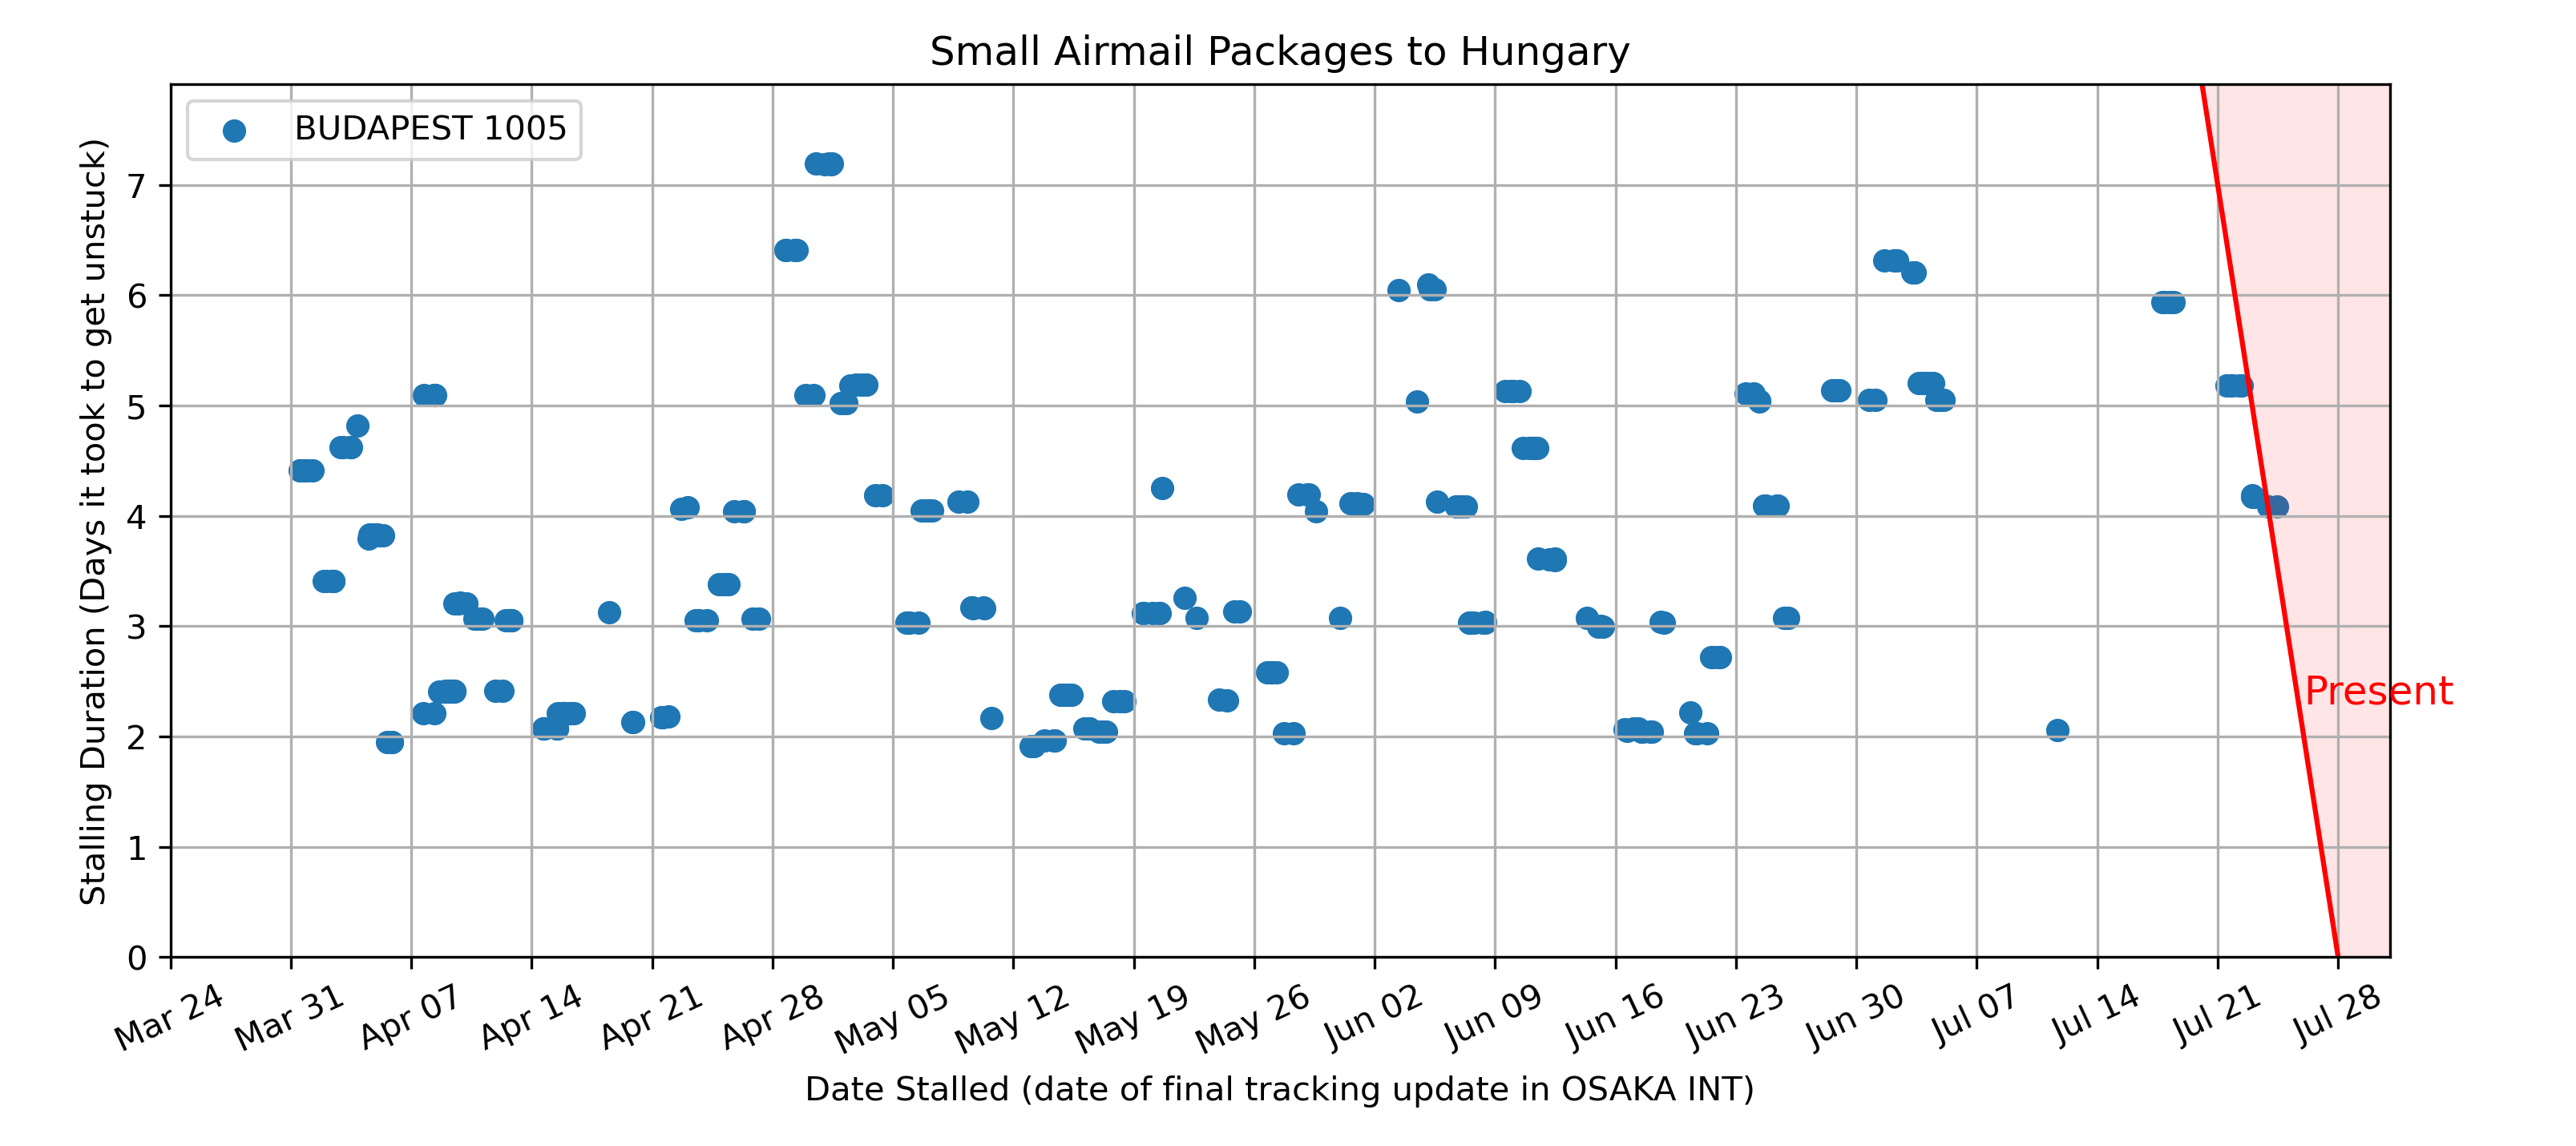 Small Airmail Packages to Hungary
BUDAPEST 1005
Stalling Duration (Days it took to get unstuck)
7
6
5
4
3
2
1
0
Present
Mar 24
Mar 31
Apr 07
Apr 14
Apr 21
Apr 28
May 05
May 12
May 19
May 26
Jun 02
Jun 09
Jun 16
Jun 23
Jun 30
Jul 07
Jul 14
Jul 21
Jul 28
Date Stalled (date of final tracking update in OSAKA INT)